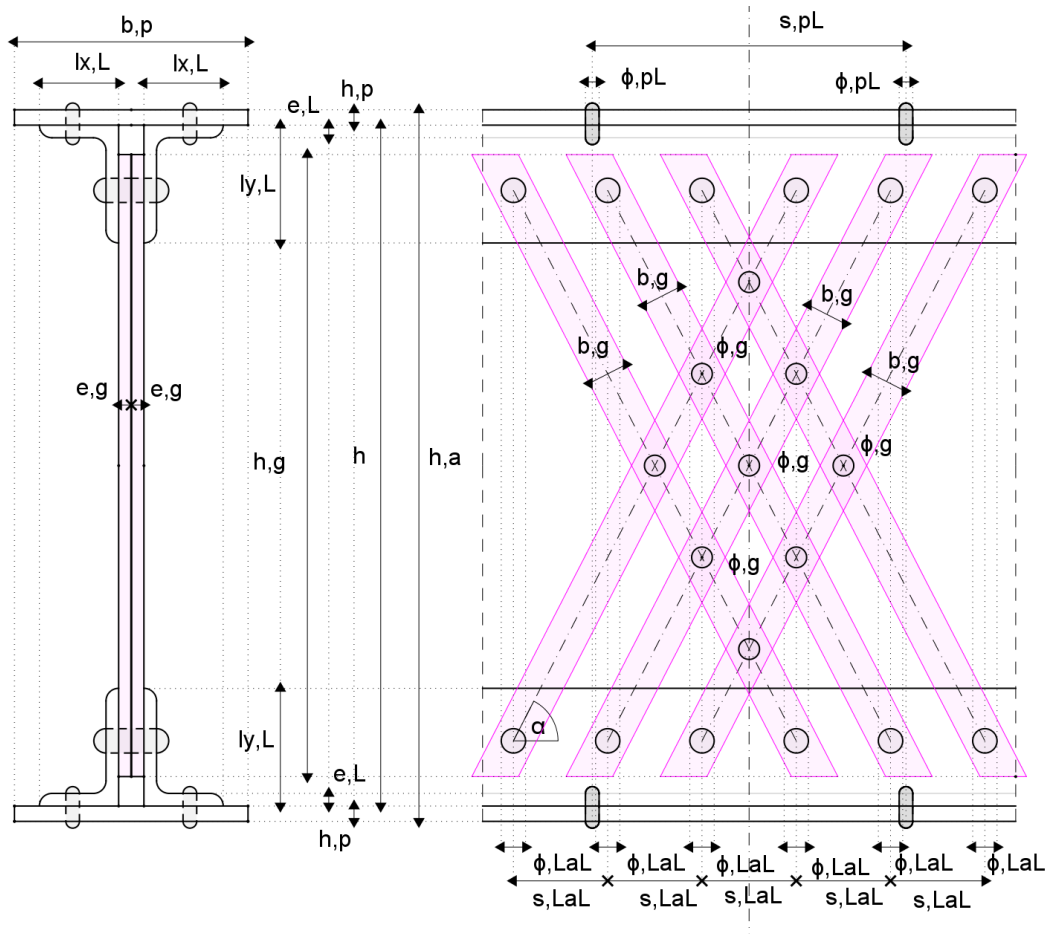 b,p
s,pL
lx,L
lx,L
h,p
ϕ,pL
ϕ,pL
e,L
ly,L
b,g
b,g
ϕ,g
b,g
b,g
e,g
e,g
h,g
h
h,a
ϕ,g
ϕ,g
ϕ,g
ly,L
α
e,L
h,p
ϕ,LaL
ϕ,LaL
ϕ,LaL
ϕ,LaL
ϕ,LaL
ϕ,LaL
s,LaL
s,LaL
s,LaL
s,LaL
s,LaL